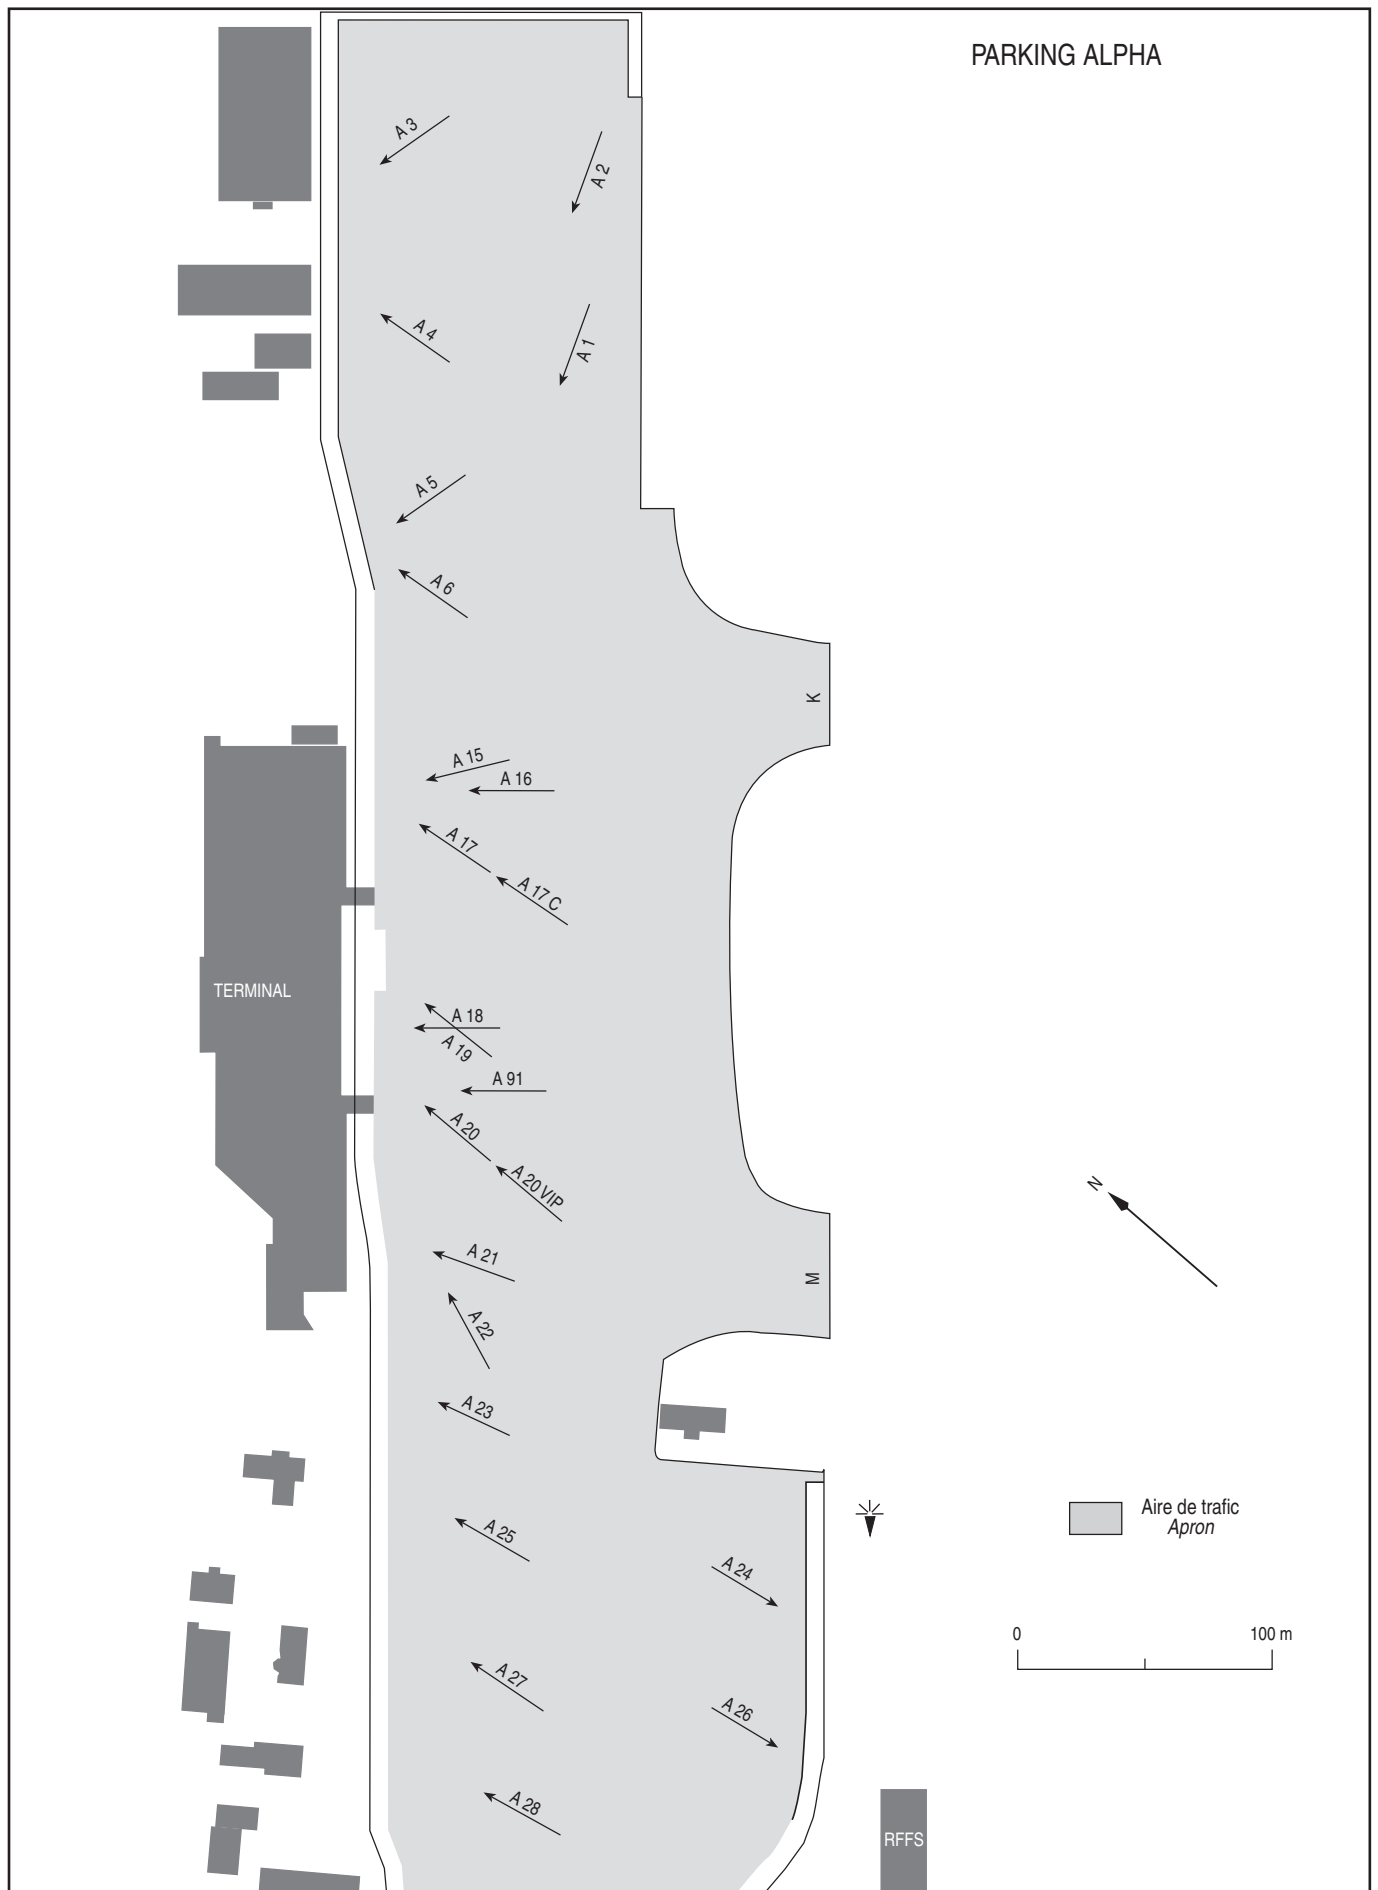 PARKING ALPHA
A 3
A 2
A 4
A 1
A 5
A 6
K
A 15
A 16
A 17
A 17 C
TERMINAL
A 18
A 19
A 91
A 20
A 20 VIP
N
A 21
M
A 22
A 23
A 25
Aire de trafic
Apron
A 24
0
100 m
A 27
A 26
A 28
RFFS